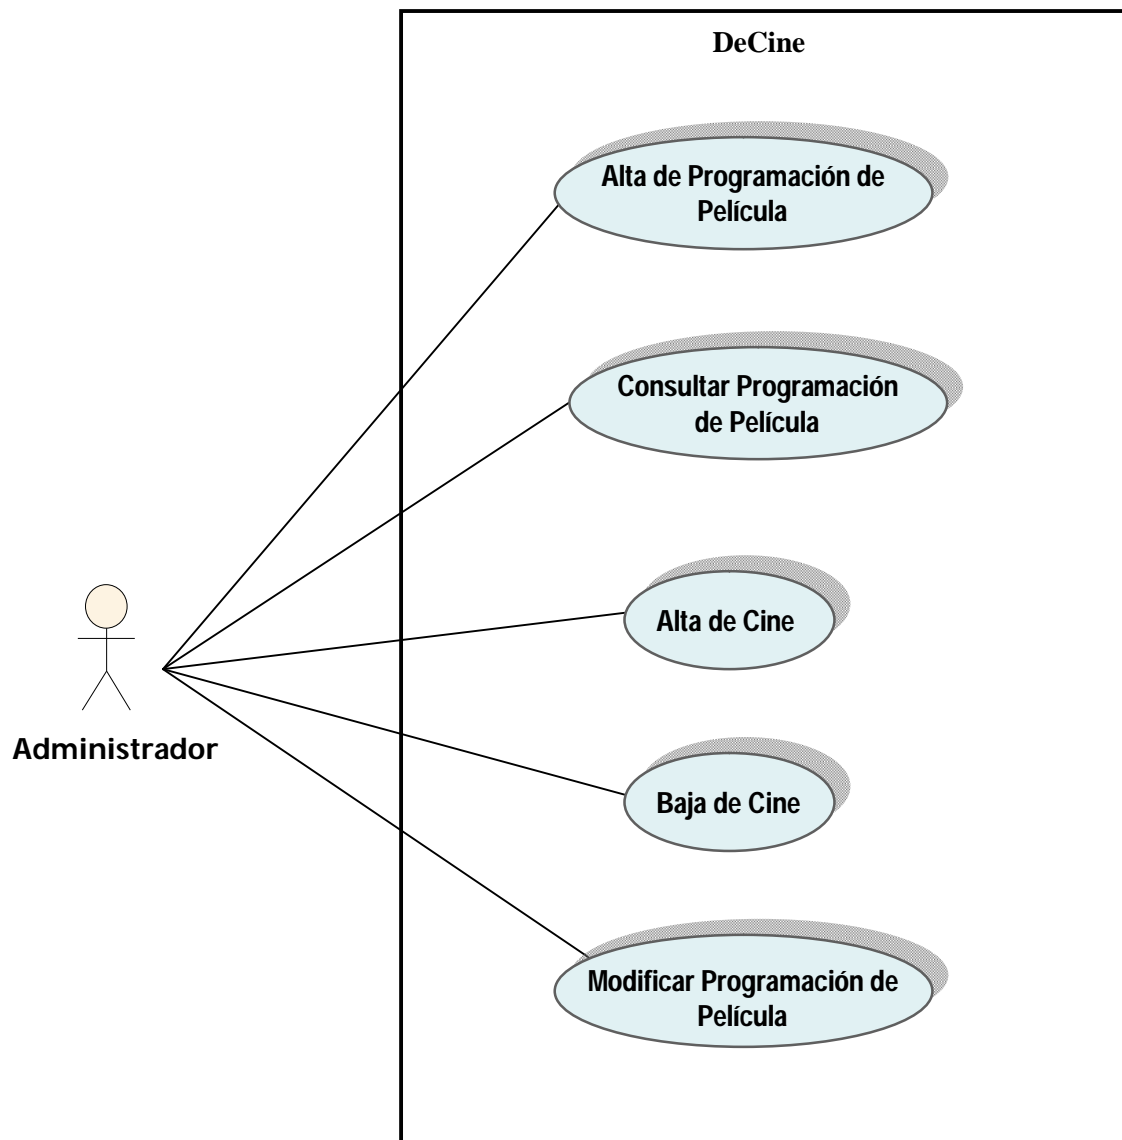 DeCine
Alta de Programación de
Película
Consultar Programación
de Película
Alta de Cine
Administrador
Baja de Cine
Modificar Programación de
Película